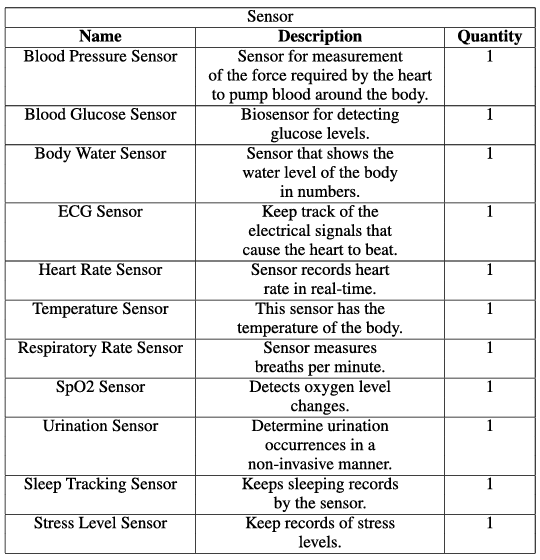 Sensor
Name Description Quantity
Blood Pressure Sensor Sensor for measurement 1
of the force required by the heart
to pump blood around the body.
Blood Glucose Sensor Biosensor for detecting 1
glucose levels.
Body Water Sensor Sensor that shows the 1
water level of the body
in numbers.
ECG Sensor Keep track of the 1
electrical signals that
cause the heart to beat.
Heart Rate Sensor Sensor records heart 1
rate in real-time.
Temperature Sensor This sensor has the 1
temperature of the body.
Respiratory Rate Sensor Sensor measures 1
breaths per minute.
SpO2 Sensor Detects oxygen level 1
changes.
Urination Sensor Determine urination 1
occurrences in a
non-invasive manner.
Sleep Tracking Sensor Keeps sleeping records 1
by the sensor.
Stress Level Sensor Keep records of stress 1
levels.